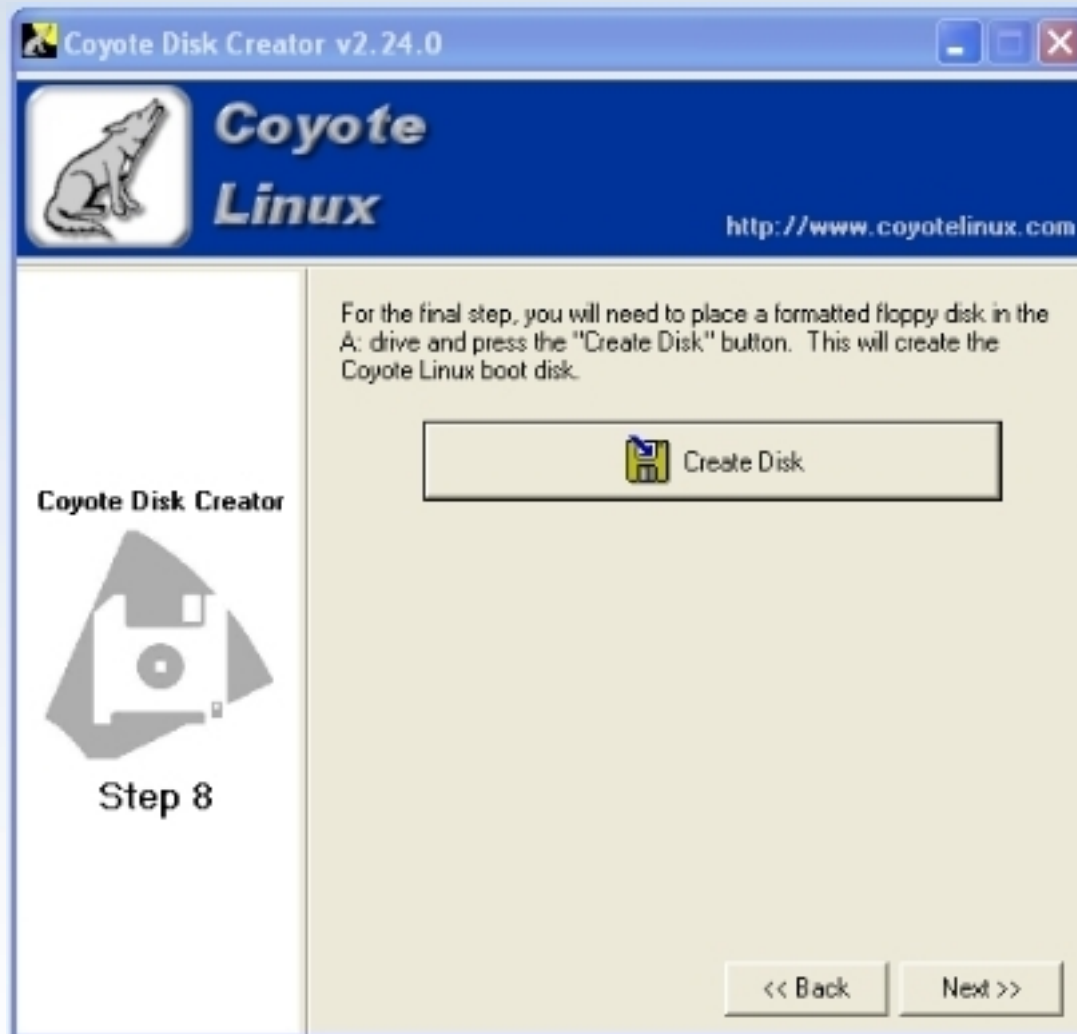 Coyote Disk Creator v2.24.0
Coyote
Linux
http://www.coyotelinux.com
For the final step, you will need to place a formatted floppy disk in the
A: drive and press the "Create Disk" button. This will create the
Coyote Linux boot disk.
Create Disk
Coyote Disk Creator
Step 8
<< Back
Next >>